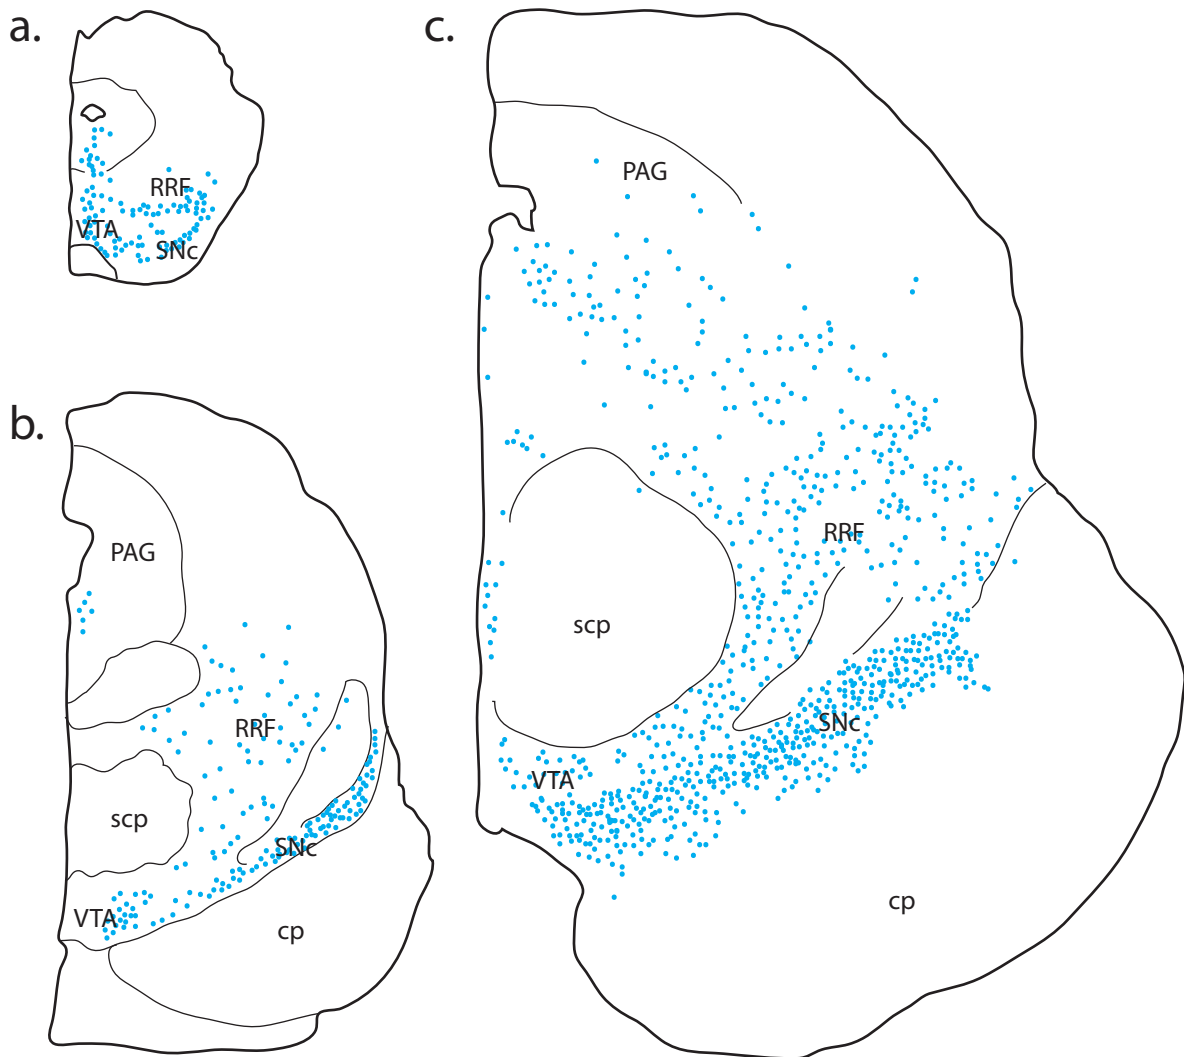 a.
RRF
VTA
SNc
b.
PAG
RRF
scp
SNc
VTA
cp
c.
PAG
RRF
scp
SNc
VTA
cp